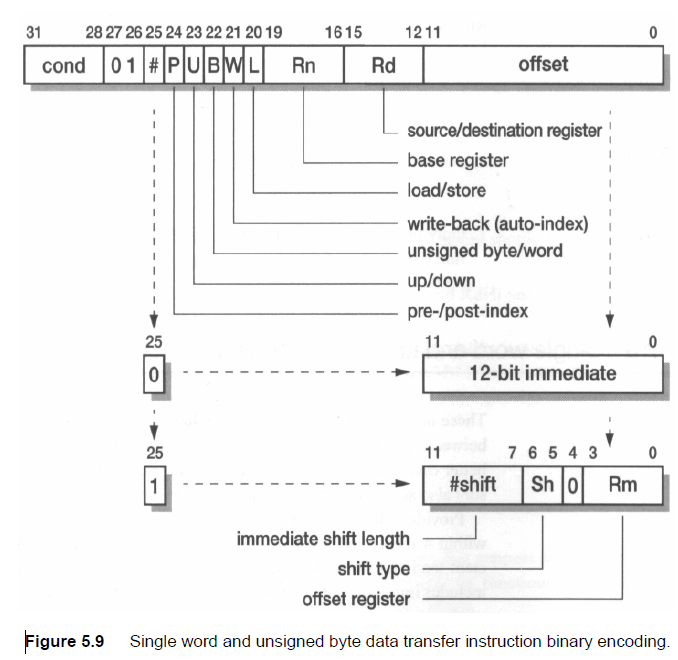 31 28 27 26 25 24 23 22 21 20 19 16 15 12 11 0
cond 0 1 # P U B W L Rn Rd offset
source/destination register
base register
load/store
write-back (auto-index)
unsigned byte/word
up/down
pre-/post-index
25 11 0
0 12-bit immediate
25 11 7 6 5 4 3 0
1 #shift Sh 0 Rm
immediate shift length
shift type
offset register
Figure 5.9 Single word and unsigned byte data transfer instruction binary encoding.